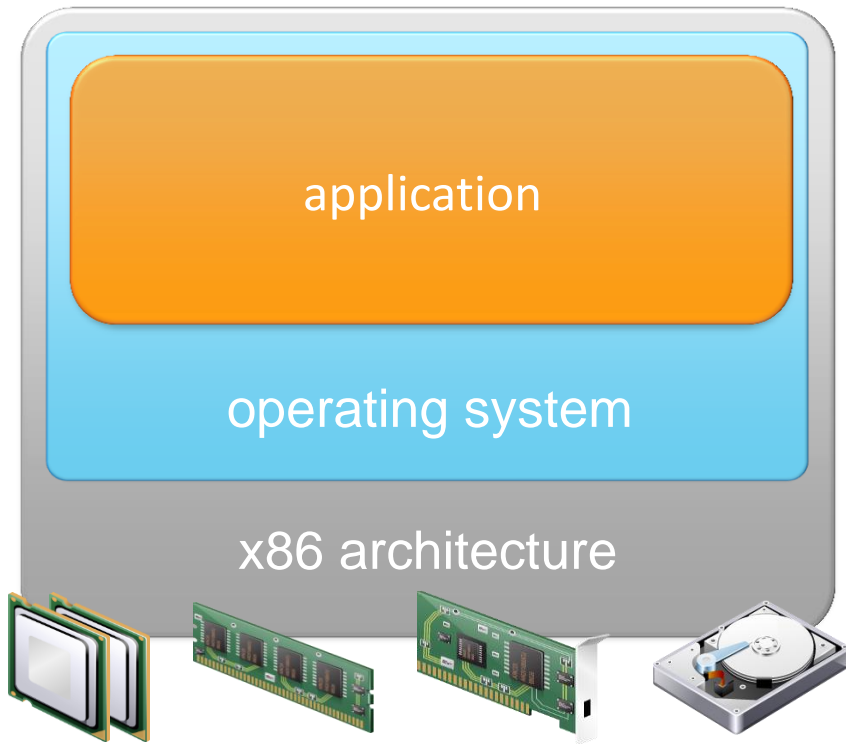 application
operating system
x86 architecture